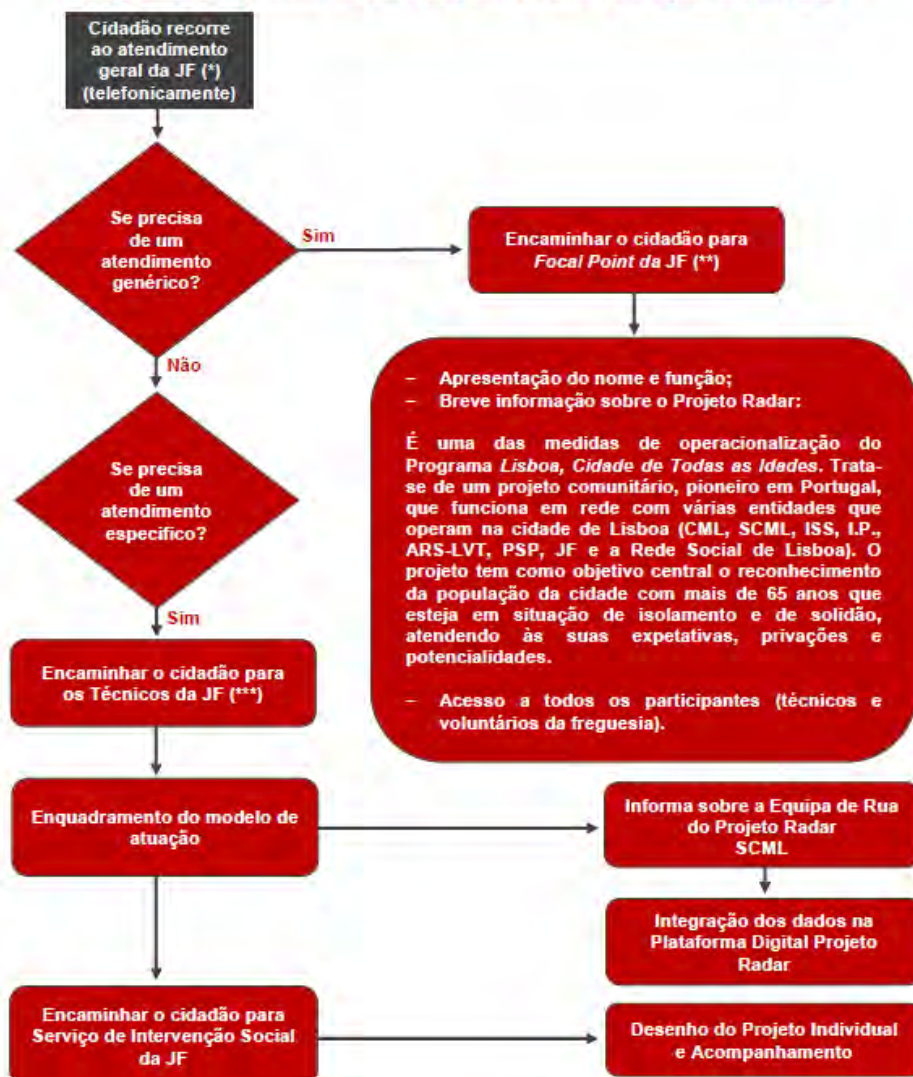 Cidadão recorre
ao atendimento
geral da JF (*)
(telefonicamente)
Se precisa
de um
atendimento
genérico?
Sim
Encaminhar o cidadão para
Focal Point da JF (**)
– Apresentação do nome e função;
– Breve informação sobre o Projeto Radar:
É uma das medidas de operacionalização do
Programa Lisboa, Cidade de Todas as Idades. Trata-
se de um projeto comunitário, pioneiro em Portugal,
que funciona em rede com várias entidades que
operam na cidade de Lisboa (CML, SCML, ISS, I.P.,
ARS-LVT, PSP, JF e a Rede Social de Lisboa). O
projeto tem como objetivo central o reconhecimento
da população da cidade com mais de 65 anos que
esteja em situação de isolamento e de solidão,
atendendo às suas expetativas, privações e
potencialidades.
– Acesso a todos os participantes (técnicos e
voluntários da freguesia).
Não
Se precisa
de um
atendimento
especifico?
Sim
Encaminhar o cidadão para
os Técnicos da JF (***)
Enquadramento do modelo de
atuação
Informa sobre a Equipa de Rua
do Projeto Radar
SCML
Integração dos dados na
Plataforma Digital Projeto
Radar
Encaminhar o cidadão para
Serviço de Intervenção Social
da JF
Desenho do Projeto Individual
e Acompanhamento